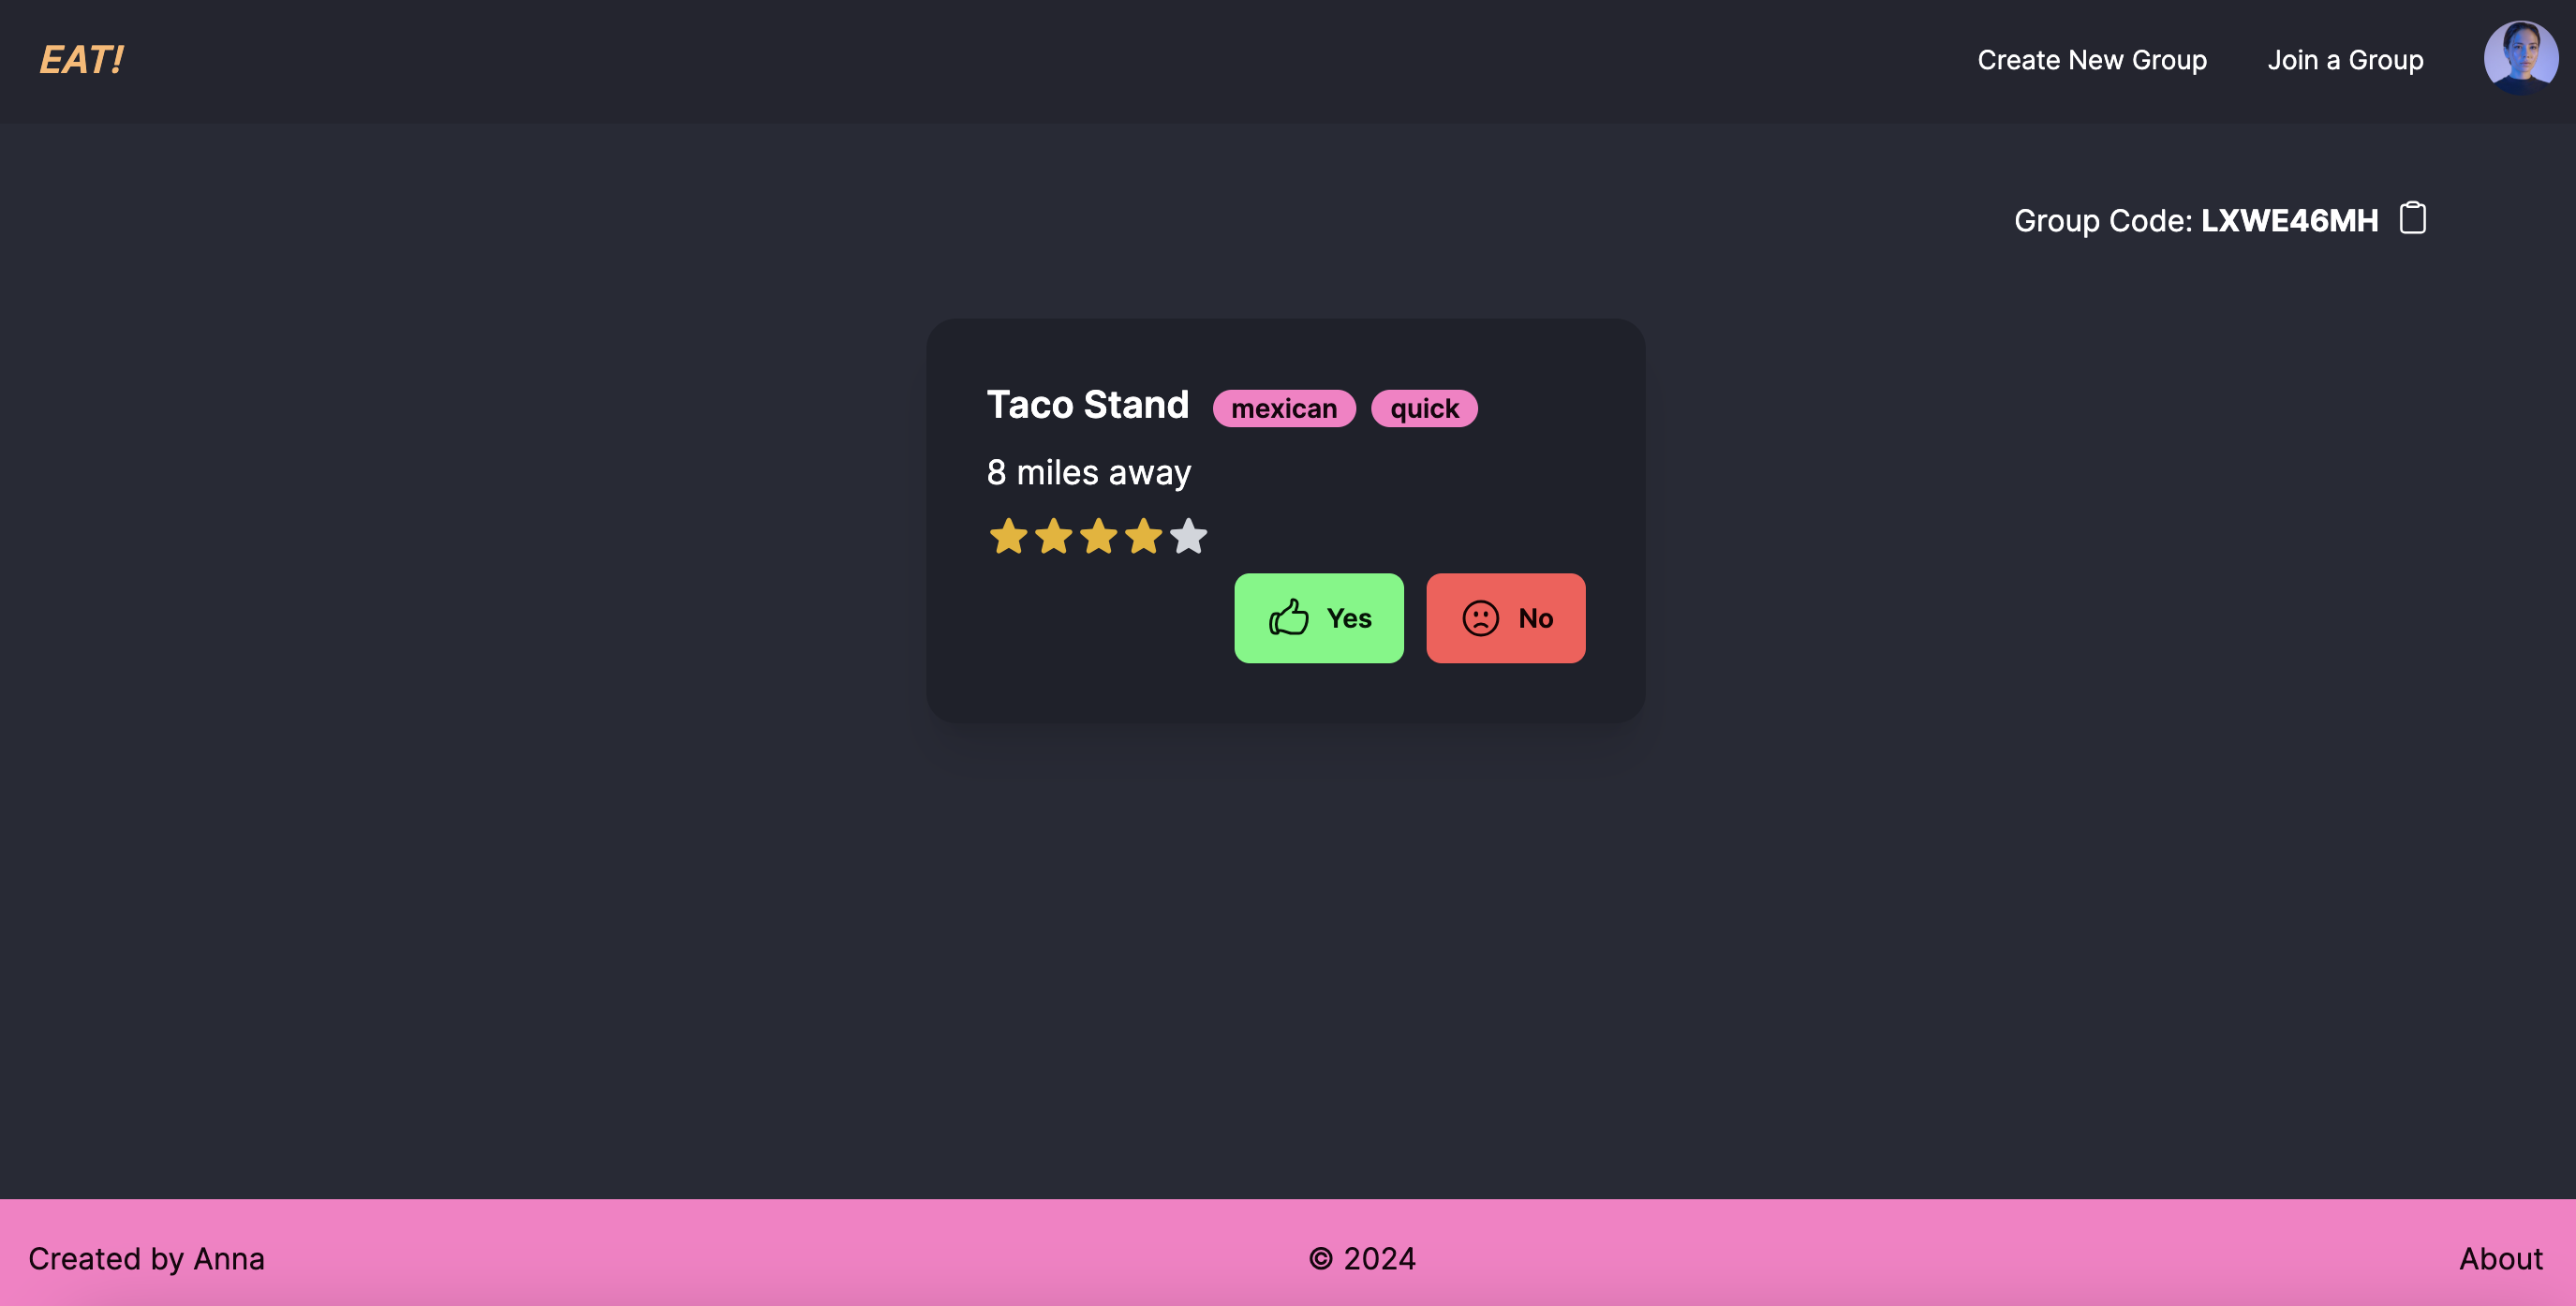 EAT!
Create New Group
Join a Group
Group Code: LXWE46MH
Taco Stand mexican quick
8 miles away
Yes
No
Created by Anna
© 2024
About